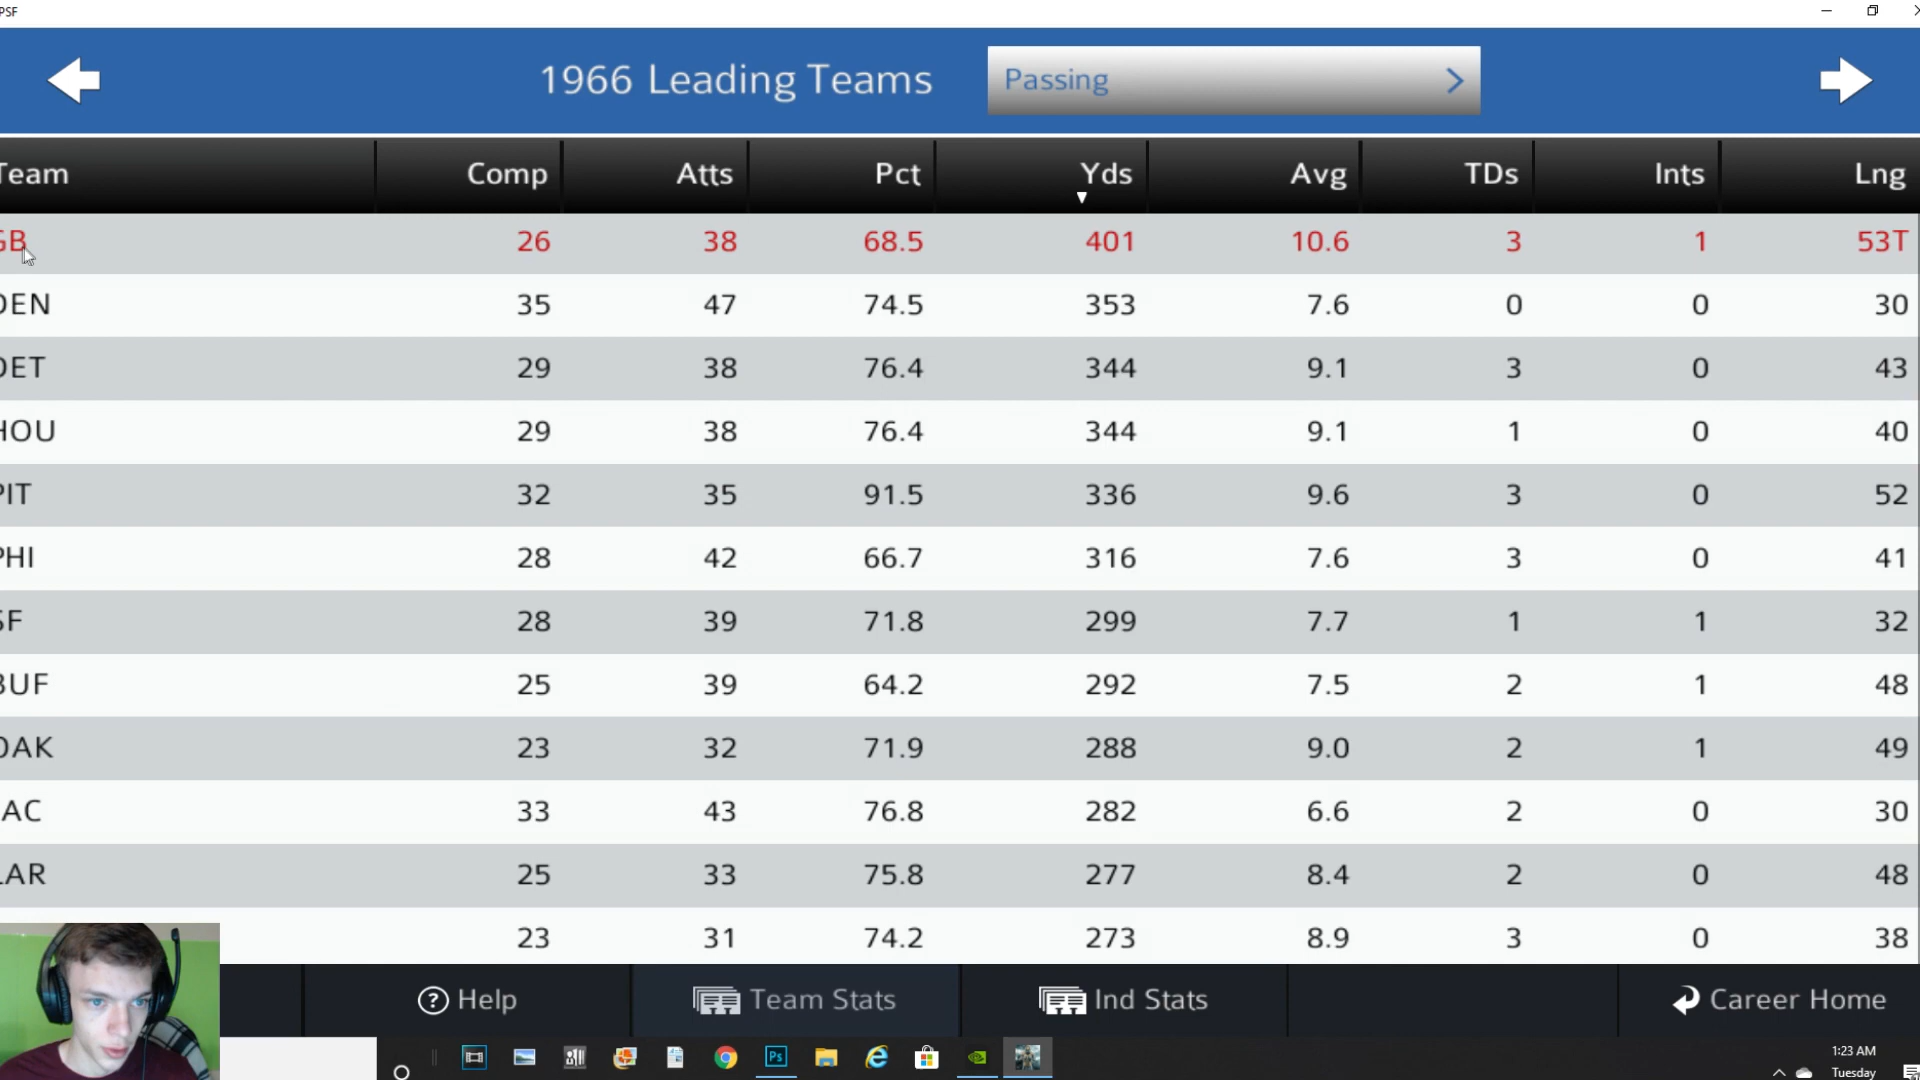 PSF
1966 Leading Teams Passing
Team Comp Atts Pct Yds Avg TDs Ints Lng
GB 26 38 68.5 401 10.6 3 1 53T
DEN 35 47 74.5 353 7.6 0 0 30
DET 29 38 76.4 344 9.1 3 0 43
HOU 29 38 76.4 344 9.1 1 0 40
PIT 32 35 91.5 336 9.6 3 0 52
PHI 28 42 66.7 316 7.6 3 0 41
SF 28 39 71.8 299 7.7 1 1 32
BUF 25 39 64.2 292 7.5 2 1 48
OAK 23 32 71.9 288 9.0 2 1 49
AC 33 43 76.8 282 6.6 2 0 30
LAR 25 33 75.8 277 8.4 2 0 48
23 31 74.2 273 8.9 3 0 38
? Help Team Stats Ind Stats Career Home
Ps
1:23 AM
Tuesday